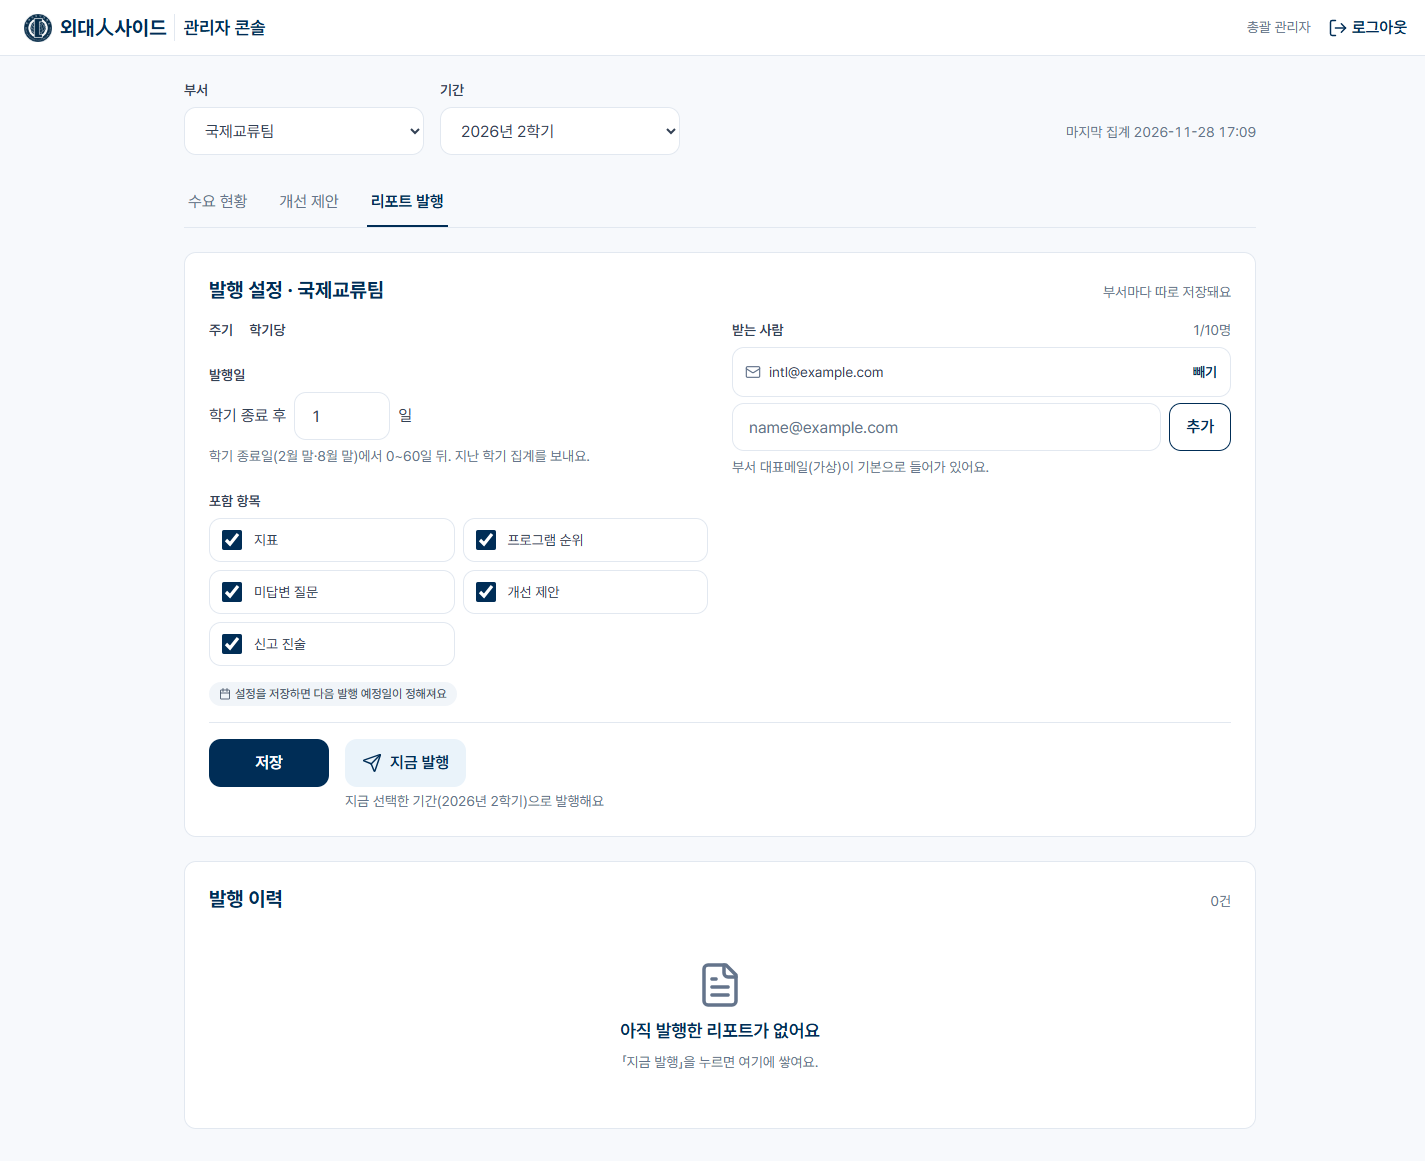 외대人사이드 관리자 콘솔
총괄 관리자 로그아웃
부서
국제교류팀
기간
2026년 2학기
마지막 집계 2026-11-28 17:09
수요 현황 개선 제안 리포트 발행
발행 설정 · 국제교류팀
부서마다 따로 저장돼요
주기 학기당
발행일
학기 종료 후 1 일
학기 종료일(2월 말·8월 말)에서 0~60일 뒤. 지난 학기 집계를 보내요.
포함 항목
지표
프로그램 순위
미답변 질문
개선 제안
신고 진술
설정을 저장하면 다음 발행 예정일이 정해져요
받는 사람 1/10명
intl@example.com 빼기
name@example.com 추가
부서 대표메일(가상)이 기본으로 들어가 있어요.
저장
지금 발행
지금 선택한 기간(2026년 2학기)으로 발행해요
발행 이력 0건
아직 발행한 리포트가 없어요
「지금 발행」을 누르면 여기에 쌓여요.